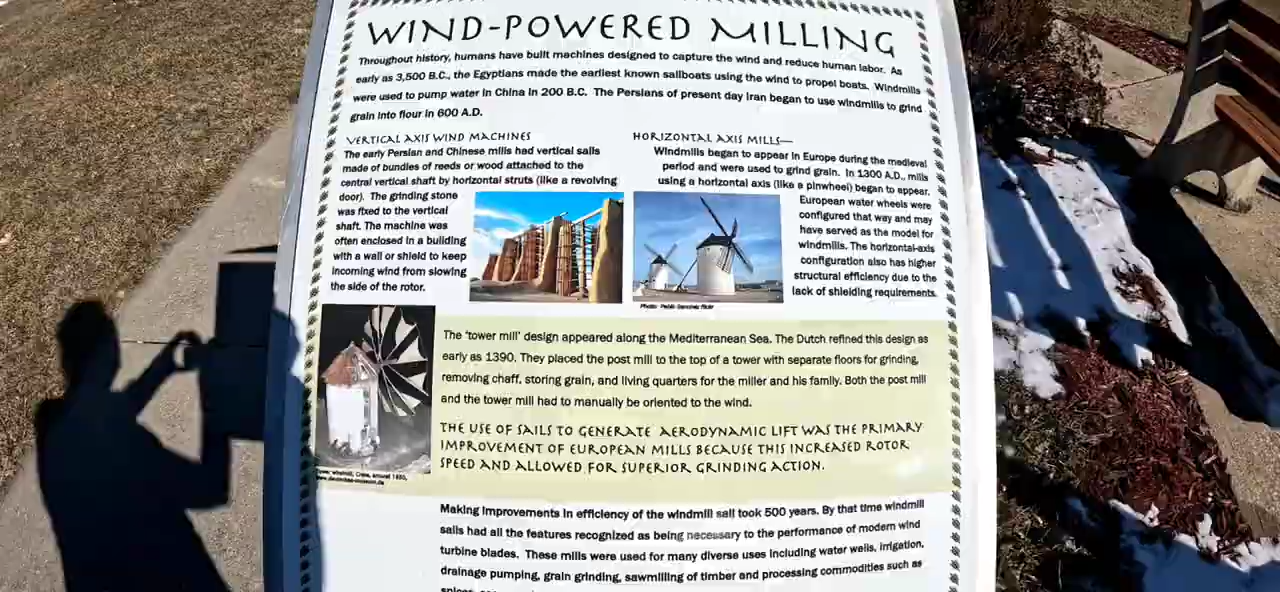 WIND-POWERED MILLING
Throughout history, humans have built machines designed to capture the wind and reduce human labor. As
early as 3,500 B.C., the Egyptians made the earliest known sailboats using the wind to propel boats. Windmills
were used to pump water in China in 200 B.C. The Persians of present day Iran began to use windmills to grind
grain into flour in 600 A.D.
VERTICAL AXIS WIND MACHINES
The early Persian and Chinese mills had vertical sails
made of bundles of reeds or wood attached to the
central vertical shaft by horizontal struts (like a revolving
door). The grinding stone
was fixed to the vertical
shaft. The machine was
often enclosed in a building
with a wall or shield to keep
incoming wind from slowing
the side of the rotor.
HORIZONTAL AXIS MILLS—
Windmills began to appear in Europe during the medieval
period and were used to grind grain. In 1300 A.D., mills
using a horizontal axis (like a pinwheel) began to appear.
European water wheels were
configured that way and may
have served as the model for
windmills. The horizontal-axis
configuration also has higher
structural efficiency due to the
lack of shielding requirements.
Photo: Pablo Sanchez flickr
The 'tower mill' design appeared along the Mediterranean Sea. The Dutch refined this design as
early as 1390. They placed the post mill to the top of a tower with separate floors for grinding,
removing chaff, storing grain, and living quarters for the miller and his family. Both the post mill
and the tower mill had to manually be oriented to the wind.
THE USE OF SAILS TO GENERATE AERODYNAMIC LIFT WAS THE PRIMARY
IMPROVEMENT OF EUROPEAN MILLS BECAUSE THIS INCREASED ROTOR
SPEED AND ALLOWED FOR SUPERIOR GRINDING ACTION.
windmill, Crete, around 1880,
www.deutsches-museum.de
Making improvements in efficiency of the windmill sail took 500 years. By that time windmill
sails had all the features recognized as being necessary to the performance of modern wind
turbine blades. These mills were used for many diverse uses including water wells, irrigation,
drainage pumping, grain grinding, sawmilling of timber and processing commodities such as